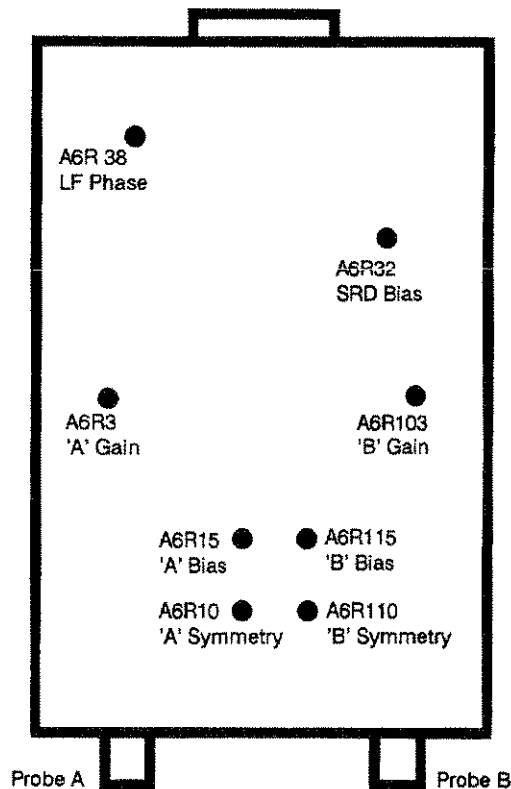 A6R 38
LF Phase
A6R32
SRD Bias
A6R3
'A' Gain
A6R103
'B' Gain
A6R15
'A' Bias
A6R115
'B' Bias
A6R10
'A' Symmetry
A6R110
'B' Symmetry
Probe A
Probe B